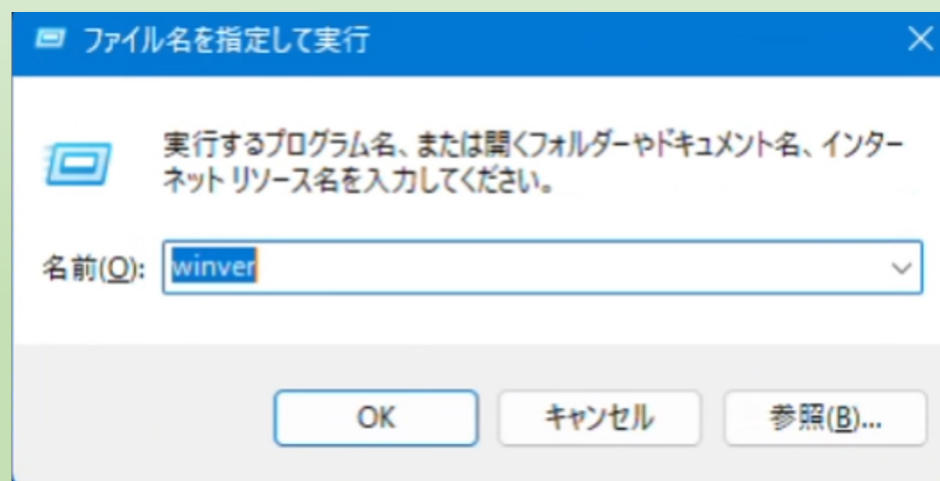 ファイル名を指定して実行
実行するプログラム名、または開くフォルダーやドキュメント名、インター
ネット リソース名を入力してください。
名前(O): winver
OK キャンセル 参照(B)...